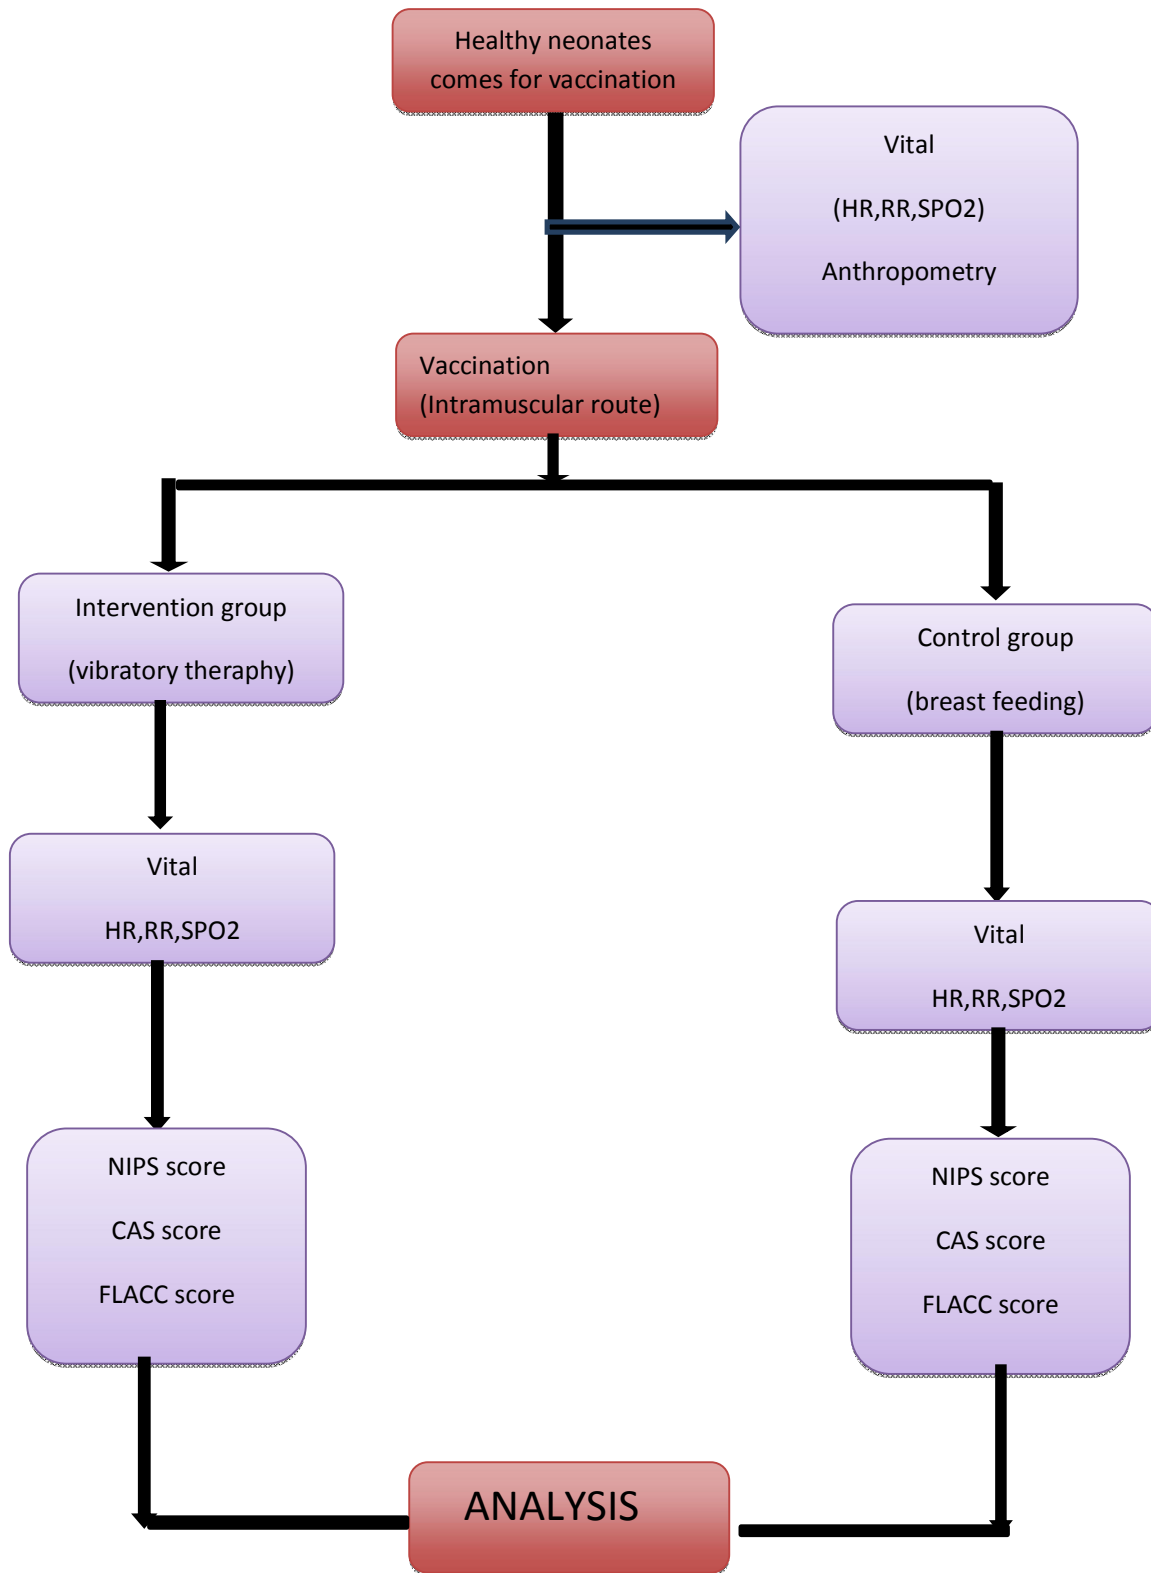 Healthy neonates
comes for vaccination
Vital
(HR,RR,SPO2)
Anthropometry
Vaccination
(Intramuscular route)
Intervention group
(vibratory theraphy)
Control group
(breast feeding)
Vital
HR,RR,SPO2
Vital
HR,RR,SPO2
NIPS score
CAS score
FLACC score
NIPS score
CAS score
FLACC score
ANALYSIS